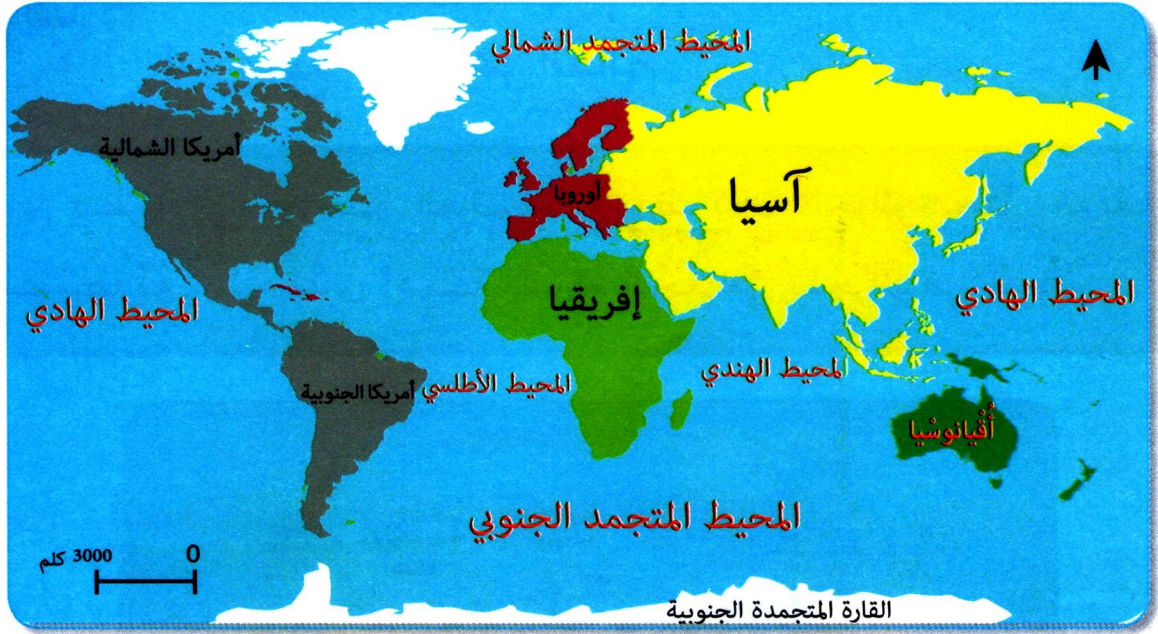 المحيط المتجمد الشمالي
أمريكا الشمالية
أوروبا
آسيا
إفريقيا
المحيط الهادي
المحيط الهادي
المحيط الهندي
المحيط الأطلسي
أمريكا الجنوبية
أُقْيانوسْيا
المحيط المتجمد الجنوبي
0 3000 كلم
القارة المتجمدة الجنوبية